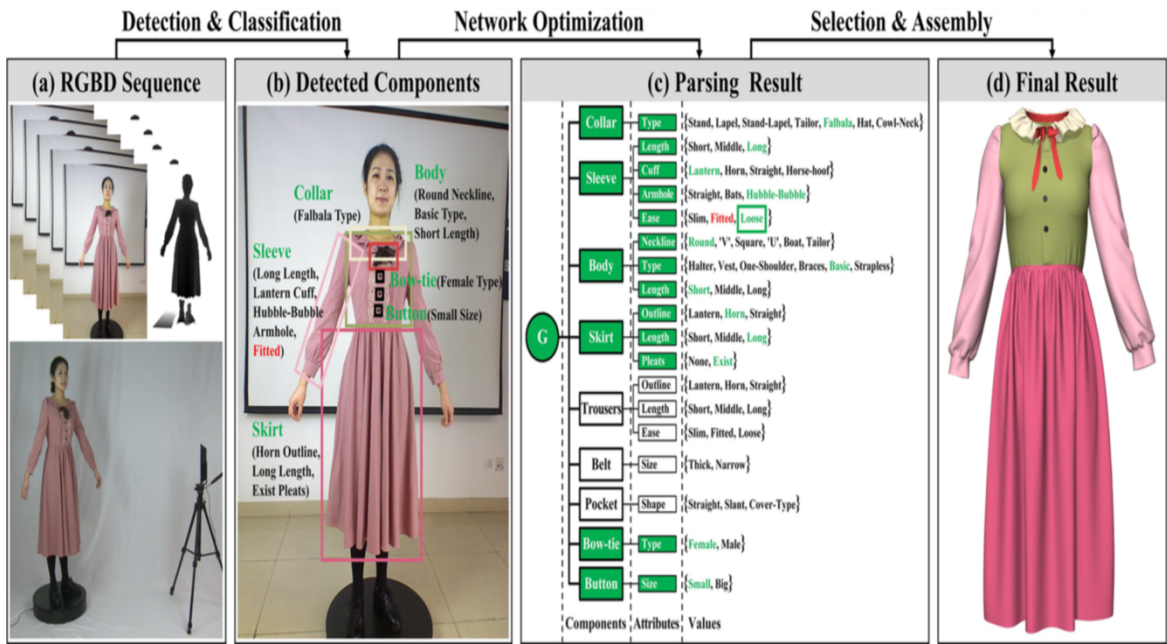 Detection & Classification
Network Optimization
Selection & Assembly
(a) RGBD Sequence
(b) Detected Components
Collar
(Falbala Type)
Body
(Round Neckline,
Basic Type,
Short Length)
Sleeve
(Long Length,
Lantern Cuff,
Hubble-Bubble
Armhole,
Fitted)
Bow-tie(Female Type)
Button(Small Size)
Skirt
(Horn Outline,
Long Length,
Exist Pleats)
(c) Parsing Result
G
Collar Type {Stand, Lapel, Stand-Lapel, Tailor, Falbala, Hat, Cowl-Neck}
Sleeve
Length {Short, Middle, Long}
Cuff {Lantern, Horn, Straight, Horse-hoof}
Armhole {Straight, Bats, Hubble-Bubble}
Ease {Slim, Fitted, Loose}
Body
Neckline {Round, 'V', Square, 'U', Boat, Tailor}
Type {Halter, Vest, One-Shoulder, Braces, Basic, Strapless}
Length {Short, Middle, Long}
Skirt
Outline {Lantern, Horn, Straight}
Length {Short, Middle, Long}
Pleats {None, Exist}
Trousers
Outline {Lantern, Horn, Straight}
Length {Short, Middle, Long}
Ease {Slim, Fitted, Loose}
Belt Size {Thick, Narrow}
Pocket Shape {Straight, Slant, Cover-Type}
Bow-tie Type {Female, Male}
Button Size {Small, Big}
Components Attributes Values
(d) Final Result